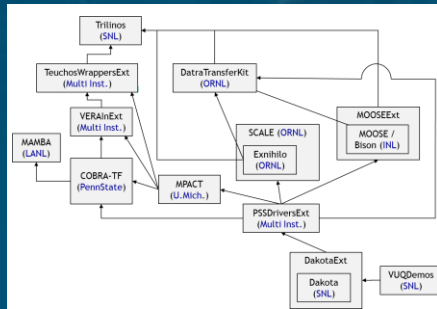 Trilinos
(SNL)
TeuchosWrappersExt
(Multi Inst.)
DatraTransferKit
(ORNL)
VERAInExt
(Multi Inst.)
MOOSEExt
MOOSE /
Bison (INL)
SCALE (ORNL)
Exnihilo
(ORNL)
MAMBA
(LANL)
COBRA-TF
(PennState)
MPACT
(U.Mich.)
PSSDriversExt
(Multi Inst.)
DakotaExt
Dakota
(SNL)
VUQDemos
(SNL)